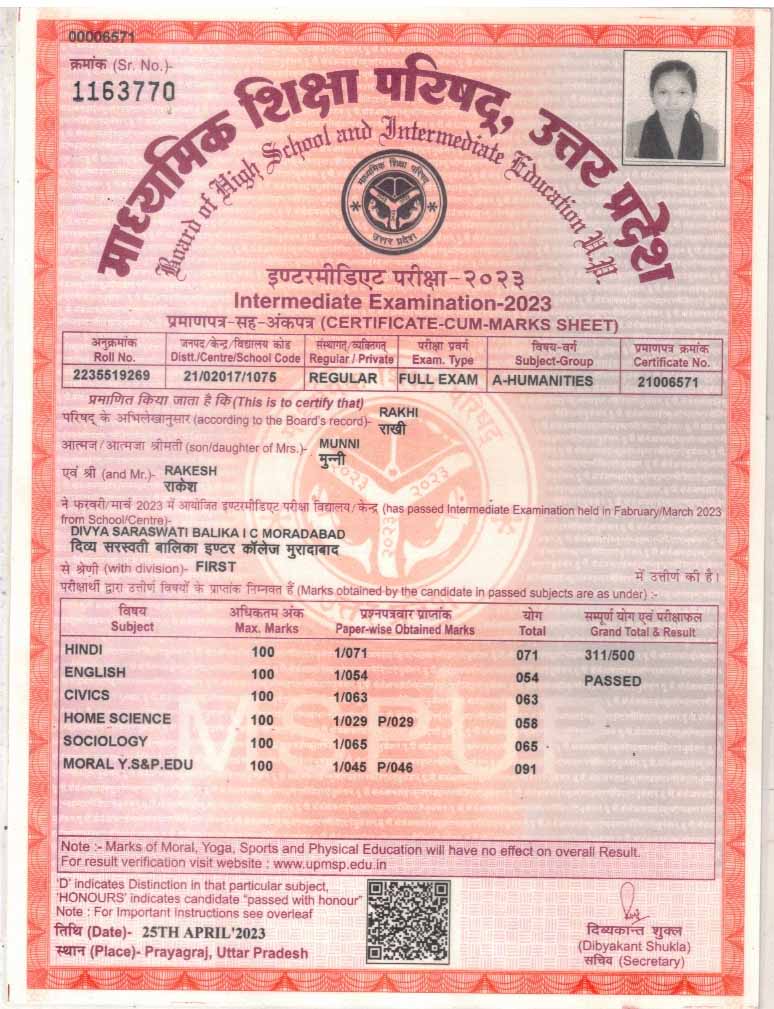 00006571
क्रमांक (Sr. No.)-
1163770
माध्यमिक शिक्षा परिषद्, उत्तर प्रदेश
Board of High School and Intermediate Education U.P.
माध्यमिक शिक्षा परिषद्
उत्तर प्रदेश
इण्टरमीडिएट परीक्षा-२०२३
Intermediate Examination-2023
प्रमाणपत्र-सह-अंकपत्र (CERTIFICATE-CUM-MARKS SHEET)
अनुक्रमांक जनपद/केन्द्र/विद्यालय कोड संस्थागत/व्यक्तिगत परीक्षा प्रवर्ग विषय-वर्ग प्रमाणपत्र क्रमांक
Roll No. Distt./Centre/School Code Regular / Private Exam. Type Subject-Group Certificate No.
2235519269 21/02017/1075 REGULAR FULL EXAM A-HUMANITIES 21006571
प्रमाणित किया जाता है कि (This is to certify that)
परिषद् के अभिलेखानुसार (according to the Board's record)- RAKHI
राखी
आत्मज/आत्मजा श्रीमती (son/daughter of Mrs.)- MUNNI
मुन्नी
एवं श्री (and Mr.)- RAKESH
राकेश
ने फरवरी/मार्च 2023 में आयोजित इण्टरमीडिएट परीक्षा विद्यालय/केन्द्र (has passed Intermediate Examination held in Fabruary/March 2023
from School/Centre)-
DIVYA SARASWATI BALIKA I C MORADABAD
दिव्य सरस्वती बालिका इण्टर कॉलेज मुरादाबाद
से श्रेणी (with division)- FIRST में उत्तीर्ण की है।
परीक्षार्थी द्वारा उत्तीर्ण विषयों के प्राप्तांक निम्नवत हैं (Marks obtained by the candidate in passed subjects are as under) :-
विषय अधिकतम अंक प्रश्नपत्रवार प्राप्तांक योग सम्पूर्ण योग एवं परीक्षाफल
Subject Max. Marks Paper-wise Obtained Marks Total Grand Total & Result
HINDI 100 1/071 071 311/500
ENGLISH 100 1/054 054 PASSED
CIVICS 100 1/063 063
HOME SCIENCE 100 1/029 P/029 058
SOCIOLOGY 100 1/065 065
MORAL Y.S&P.EDU 100 1/045 P/046 091
MSPUP
Note :- Marks of Moral, Yoga, Sports and Physical Education will have no effect on overall Result.
For result verification visit website : www.upmsp.edu.in
'D' indicates Distinction in that particular subject,
'HONOURS' indicates candidate "passed with honour"
Note : For Important Instructions see overleaf
तिथि (Date)- 25TH APRIL'2023
स्थान (Place)- Prayagraj, Uttar Pradesh
दिब्यकान्त शुक्ल
(Dibyakant Shukla)
सचिव (Secretary)